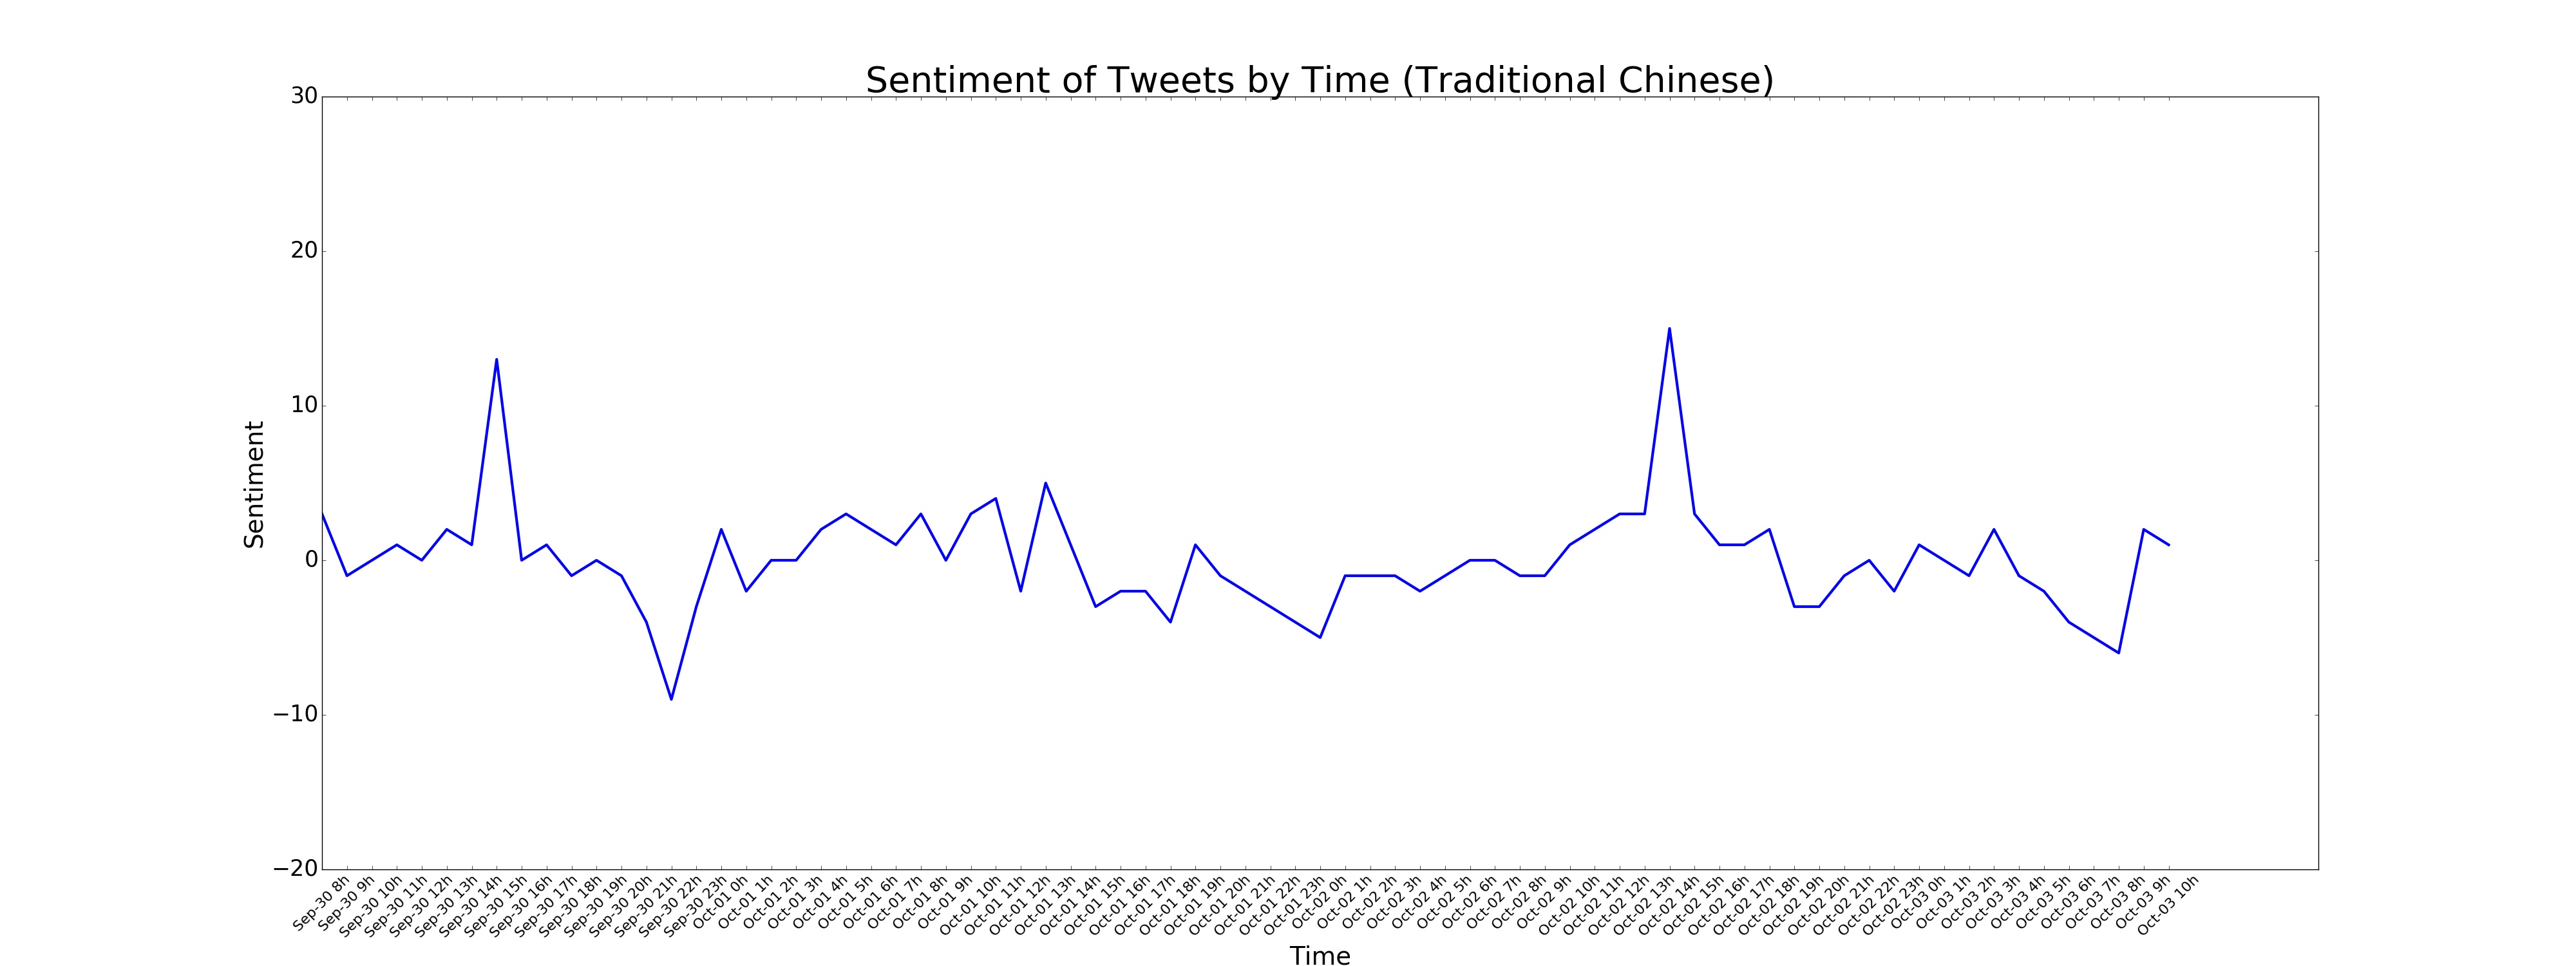 Sentiment of Tweets by Time (Traditional Chinese)
30
20
10
0
−10
−20
Sentiment
Sep-30 8h
Sep-30 9h
Sep-30 10h
Sep-30 11h
Sep-30 12h
Sep-30 13h
Sep-30 14h
Sep-30 15h
Sep-30 16h
Sep-30 17h
Sep-30 18h
Sep-30 19h
Sep-30 20h
Sep-30 21h
Sep-30 22h
Sep-30 23h
Oct-01 0h
Oct-01 1h
Oct-01 2h
Oct-01 3h
Oct-01 4h
Oct-01 5h
Oct-01 6h
Oct-01 7h
Oct-01 8h
Oct-01 9h
Oct-01 10h
Oct-01 11h
Oct-01 12h
Oct-01 13h
Oct-01 14h
Oct-01 15h
Oct-01 16h
Oct-01 17h
Oct-01 18h
Oct-01 19h
Oct-01 20h
Oct-01 21h
Oct-01 22h
Oct-01 23h
Oct-02 0h
Oct-02 1h
Oct-02 2h
Oct-02 3h
Oct-02 4h
Oct-02 5h
Oct-02 6h
Oct-02 7h
Oct-02 8h
Oct-02 9h
Oct-02 10h
Oct-02 11h
Oct-02 12h
Oct-02 13h
Oct-02 14h
Oct-02 15h
Oct-02 16h
Oct-02 17h
Oct-02 18h
Oct-02 19h
Oct-02 20h
Oct-02 21h
Oct-02 22h
Oct-02 23h
Oct-03 0h
Oct-03 1h
Oct-03 2h
Oct-03 3h
Oct-03 4h
Oct-03 5h
Oct-03 6h
Oct-03 7h
Oct-03 8h
Oct-03 9h
Oct-03 10h
Time